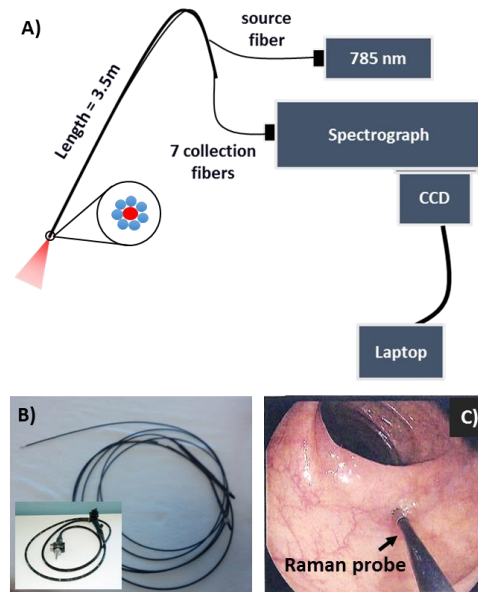 A)
source
fiber
785 nm
Length = 3.5m
Spectrograph
7 collection
fibers
CCD
Laptop
B)
C)
Raman probe